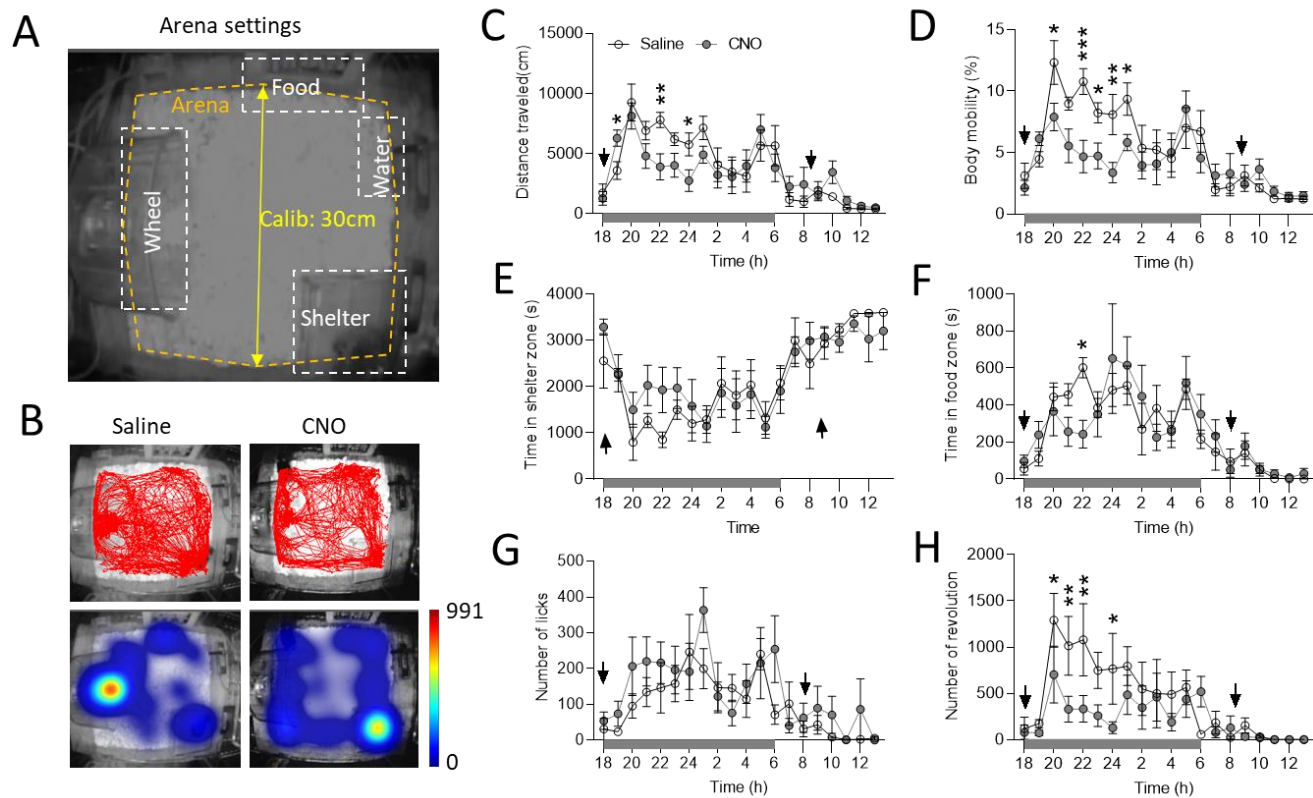 A
Arena settings
Food
Arena
Water
Wheel
Calib: 30cm
Shelter
B
Saline
CNO
991
0
C
Saline
CNO
Distance traveled(cm)
15000
10000
5000
0
**
*
*
18 20 22 24 2 4 6 8 10 12
Time (h)
D
Body mobility (%)
15
10
5
0
*
***
*
**
*
18 20 22 24 2 4 6 8 10 12
Time (h)
E
Time in shelter zone (s)
4000
3000
2000
1000
0
18 20 22 24 2 4 6 8 10 12
Time
F
Time in food zone (s)
1000
800
600
400
200
0
*
18 20 22 24 2 4 6 8 10 12
Time (h)
G
Number of licks
500
400
300
200
100
0
18 20 22 24 2 4 6 8 10 12
Time (h)
H
Number of revolution
2000
1500
1000
500
0
*
**
**
*
18 20 22 24 2 4 6 8 10 12
Time (h)